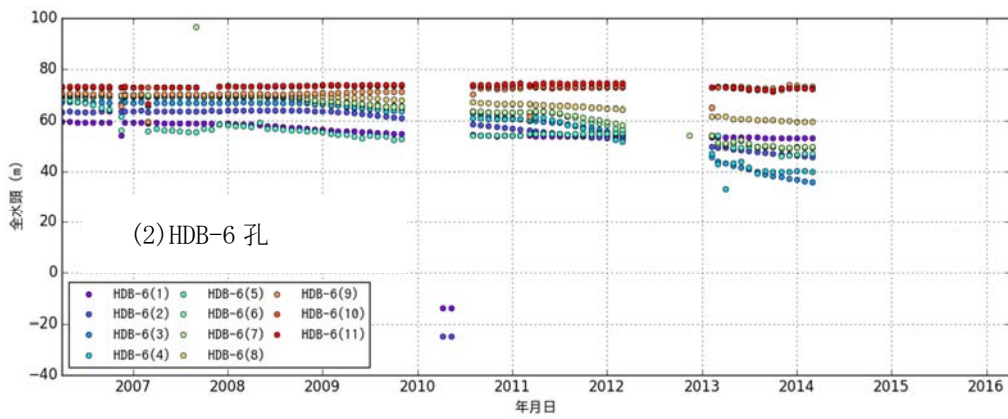 100
80
60
40
20
0
−20
−40
全水頭 (m)
(2)HDB-6 孔
HDB-6(1) HDB-6(5) HDB-6(9)
HDB-6(2) HDB-6(6) HDB-6(10)
HDB-6(3) HDB-6(7) HDB-6(11)
HDB-6(4) HDB-6(8)
2007 2008 2009 2010 2011 2012 2013 2014 2015 2016
年月日